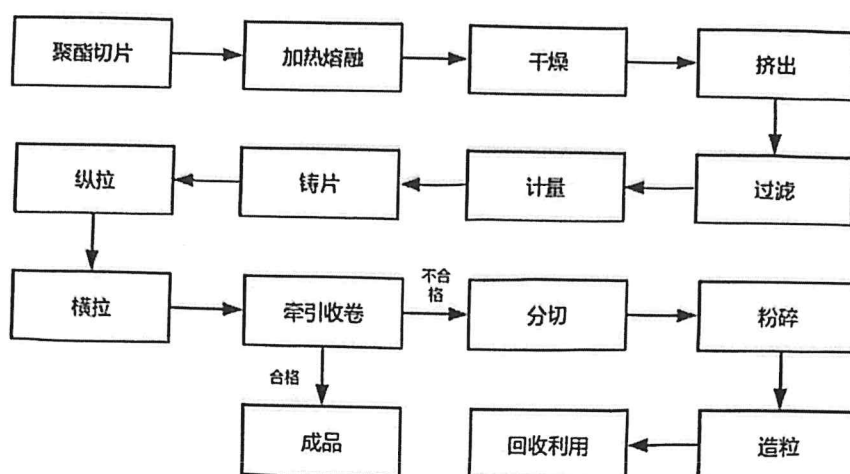 聚酯切片
加热熔融
干燥
挤出
纵拉
铸片
计量
过滤
横拉
牵引收卷
不合
格
分切
粉碎
合格
成品
回收利用
造粒